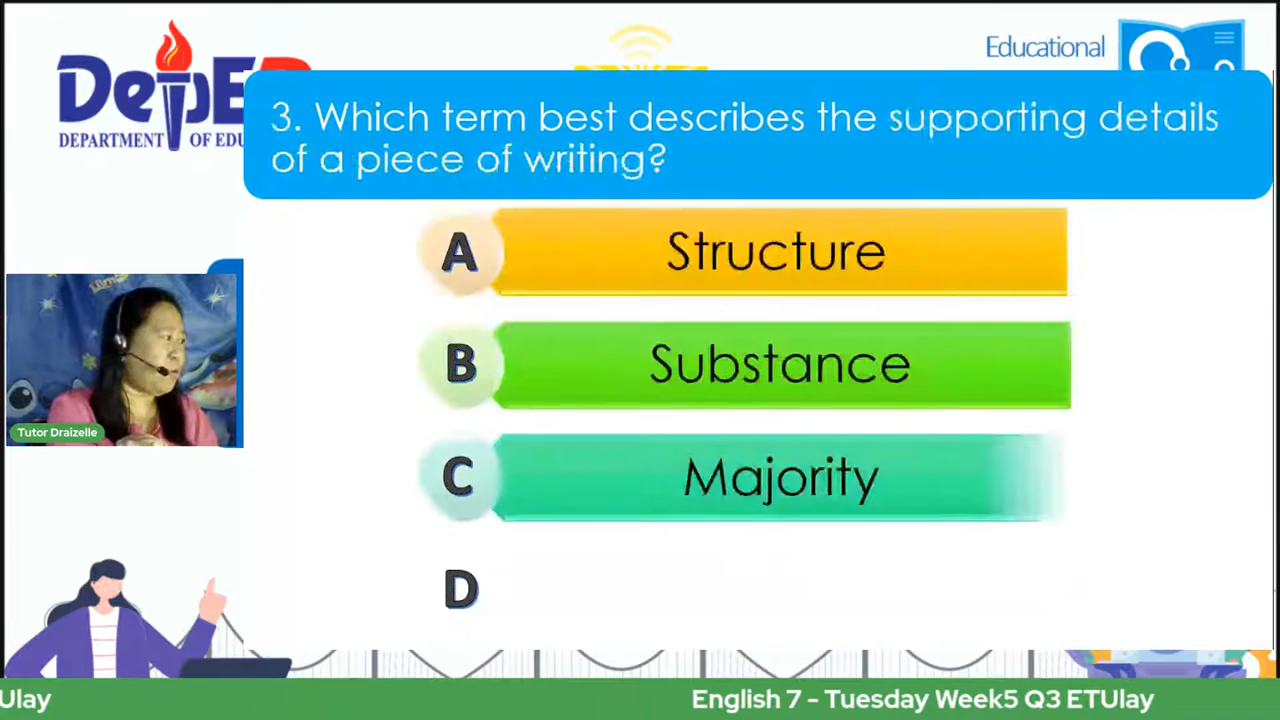 DepE
DEPARTMENT OF EDU
Educational
3. Which term best describes the supporting details
of a piece of writing?
A Structure
B Substance
C Majority
D
Tutor Draizelle
Ulay English 7 - Tuesday Week5 Q3 ETUlay